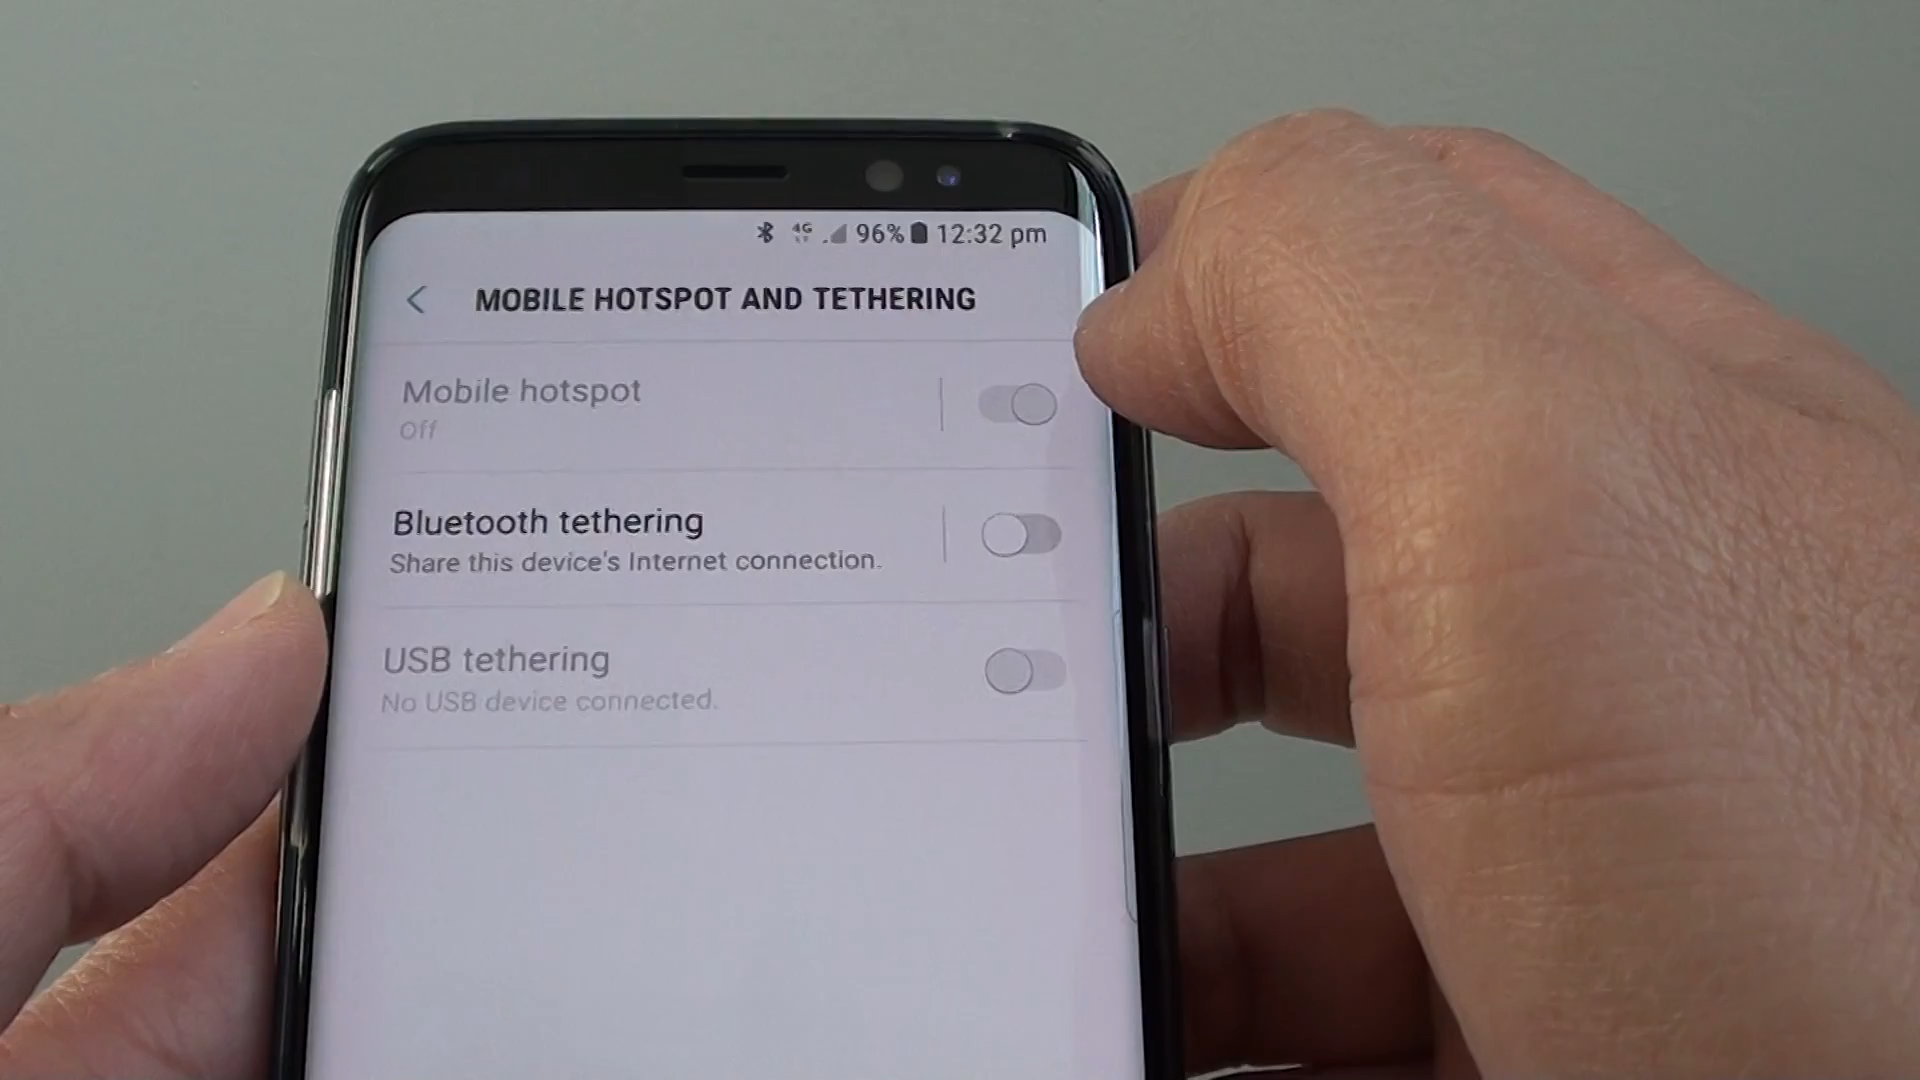 4G 96% 12:32 pm
MOBILE HOTSPOT AND TETHERING
Mobile hotspot
Off
Bluetooth tethering
Share this device's Internet connection.
USB tethering
No USB device connected.